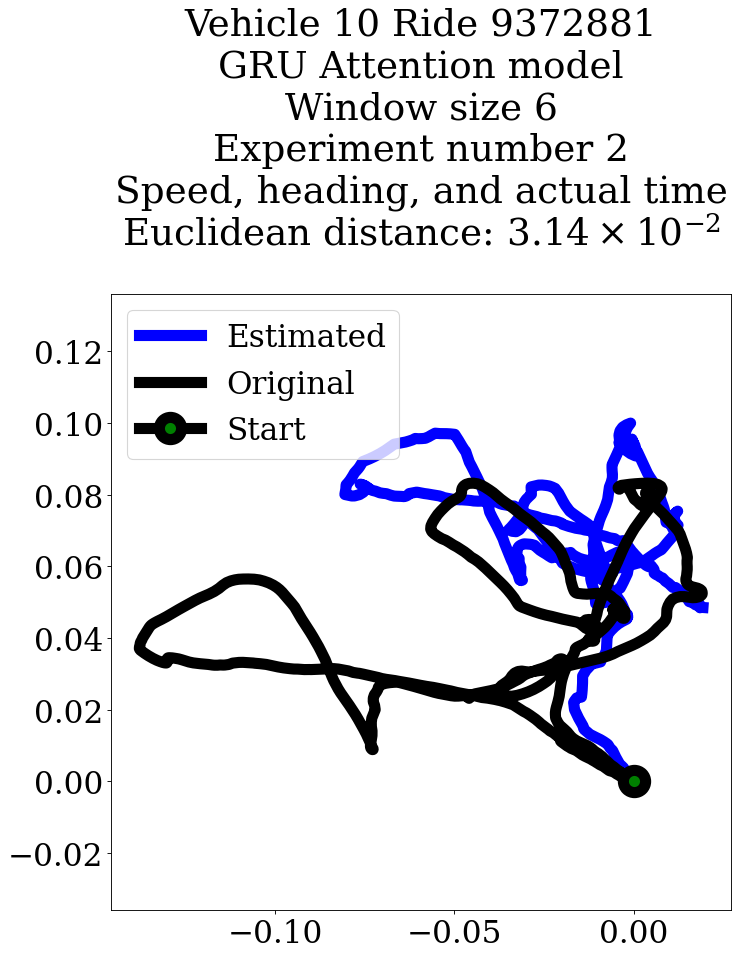 Vehicle 10 Ride 9372881
GRU Attention model
Window size 6
Experiment number 2
Speed, heading, and actual time
Euclidean distance: 3.14 × 10⁻²
Estimated
Original
Start
0.12
0.10
0.08
0.06
0.04
0.02
0.00
−0.02
−0.10
−0.05
0.00